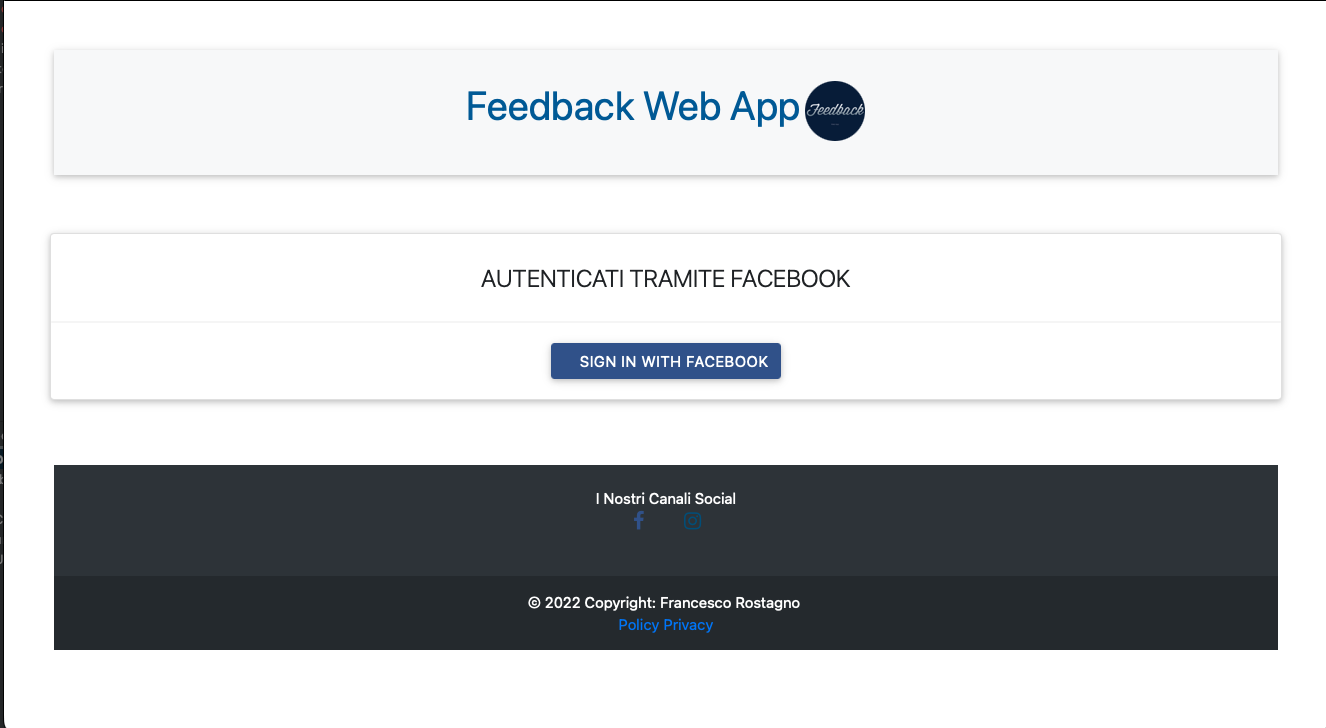 Feedback Web App
Feedback
AUTENTICATI TRAMITE FACEBOOK
SIGN IN WITH FACEBOOK
I Nostri Canali Social
© 2022 Copyright: Francesco Rostagno
Policy Privacy